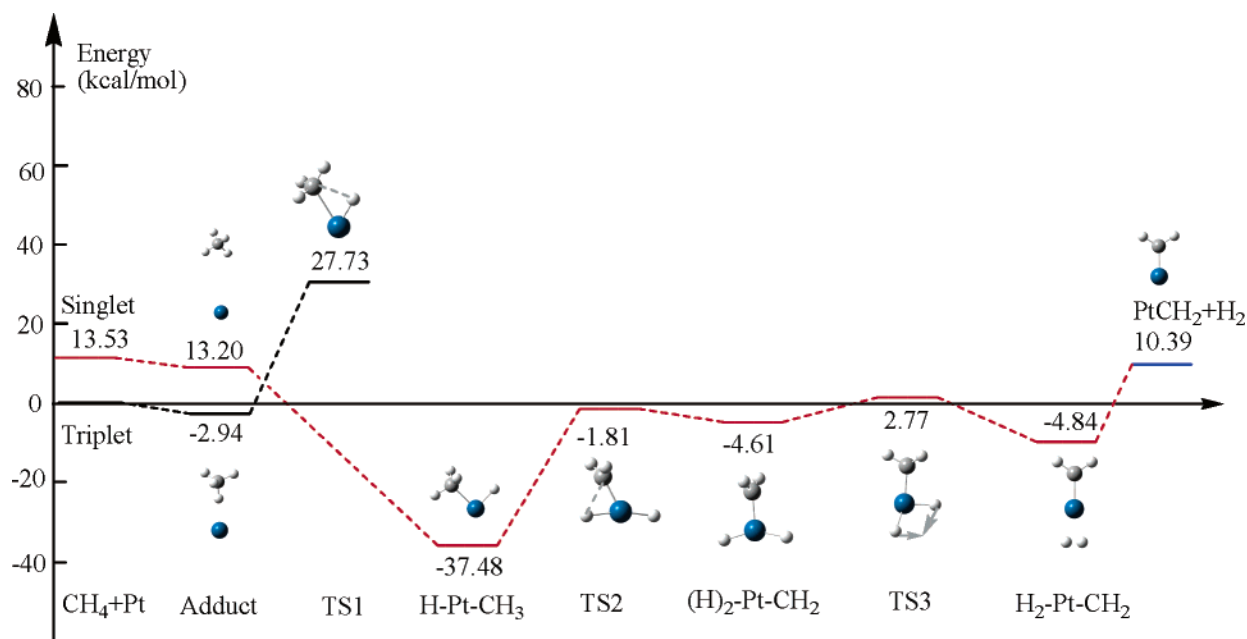 Energy
(kcal/mol)
80
60
40
20
0
-20
-40
27.73
Singlet
13.53
13.20
PtCH₂+H₂
10.39
Triplet
-2.94
-37.48
-1.81
-4.61
2.77
-4.84
CH₄+Pt
Adduct
TS1
H-Pt-CH₃
TS2
(H)₂-Pt-CH₂
TS3
H₂-Pt-CH₂